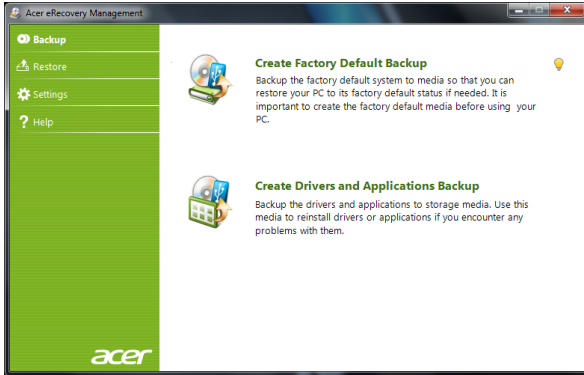 Acer eRecovery Management
Backup
Restore
Settings
? Help
Create Factory Default Backup
Backup the factory default system to media so that you can
restore your PC to its factory default status if needed. It is
important to create the factory default media before using your
PC.
Create Drivers and Applications Backup
Backup the drivers and applications to storage media. Use this
media to reinstall drivers or applications if you encounter any
problems with them.
acer